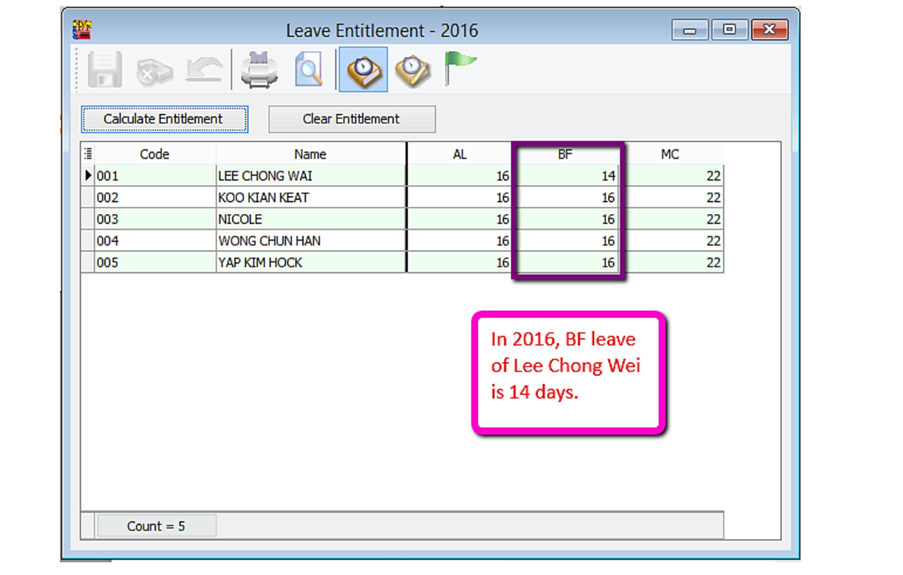 Leave Entitlement - 2016
Calculate Entitlement Clear Entitlement
Code Name AL BF MC
001 LEE CHONG WAI 16 14 22
002 KOO KIAN KEAT 16 16 22
003 NICOLE 16 16 22
004 WONG CHUN HAN 16 16 22
005 YAP KIM HOCK 16 16 22
In 2016, BF leave
of Lee Chong Wei
is 14 days.
Count = 5